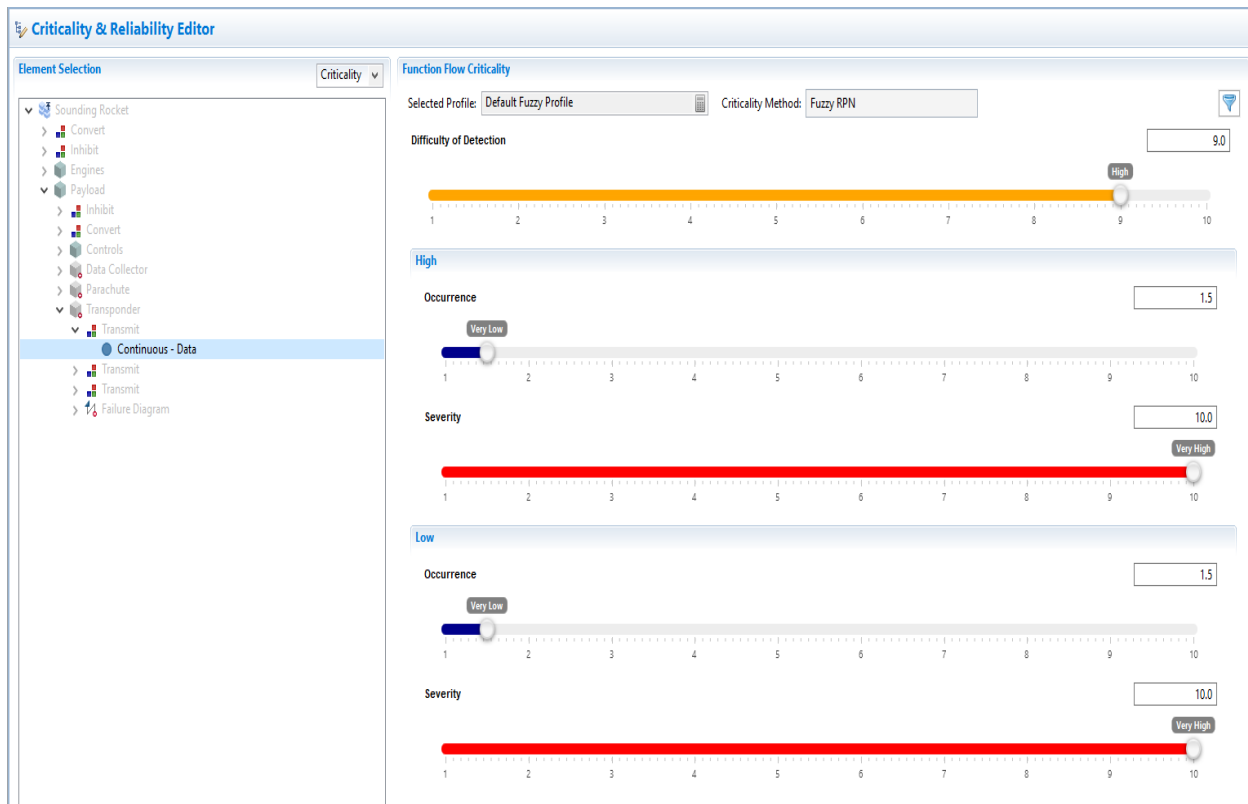 Criticality & Reliability Editor
Element Selection
Criticality
Sounding Rocket
Convert
Inhibit
Engines
Payload
Inhibit
Convert
Controls
Data Collector
Parachute
Transponder
Transmit
Continuous - Data
Transmit
Transmit
Failure Diagram
Function Flow Criticality
Selected Profile: Default Fuzzy Profile Criticality Method: Fuzzy RPN
Difficulty of Detection 9.0
High
1 2 3 4 5 6 7 8 9 10
High
Occurrence 1.5
Very Low
1 2 3 4 5 6 7 8 9 10
Severity 10.0
Very High
1 2 3 4 5 6 7 8 9 10
Low
Occurrence 1.5
Very Low
1 2 3 4 5 6 7 8 9 10
Severity 10.0
Very High
1 2 3 4 5 6 7 8 9 10